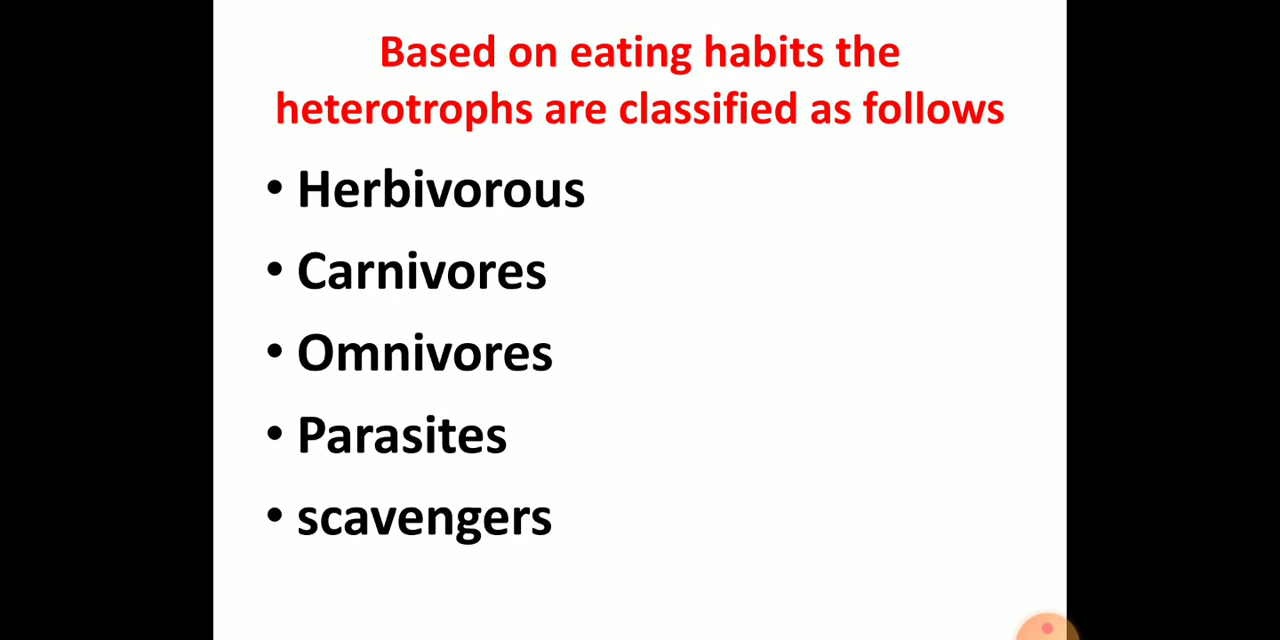 Based on eating habits the
heterotrophs are classified as follows
• Herbivorous
• Carnivores
• Omnivores
• Parasites
• scavengers